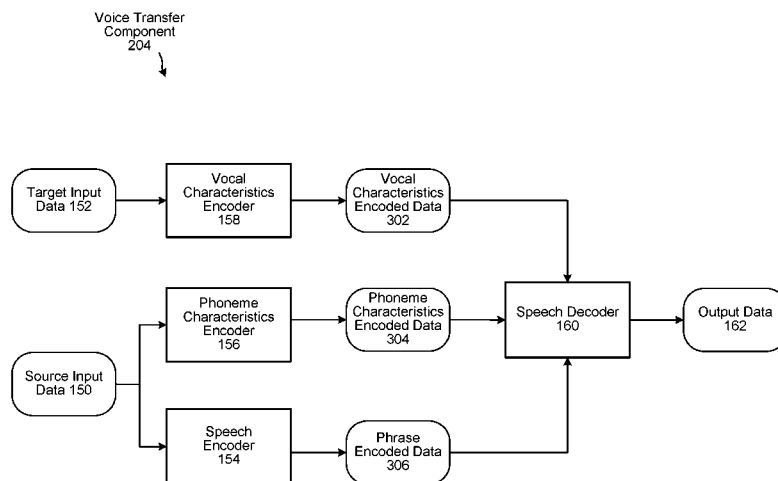 Voice Transfer
Component
204
Target Input
Data 152
Vocal
Characteristics
Encoder
158
Vocal
Characteristics
Encoded Data
302
Phoneme
Characteristics
Encoder
156
Phoneme
Characteristics
Encoded Data
304
Speech Decoder
160
Output Data
162
Source Input
Data 150
Speech
Encoder
154
Phrase
Encoded Data
306